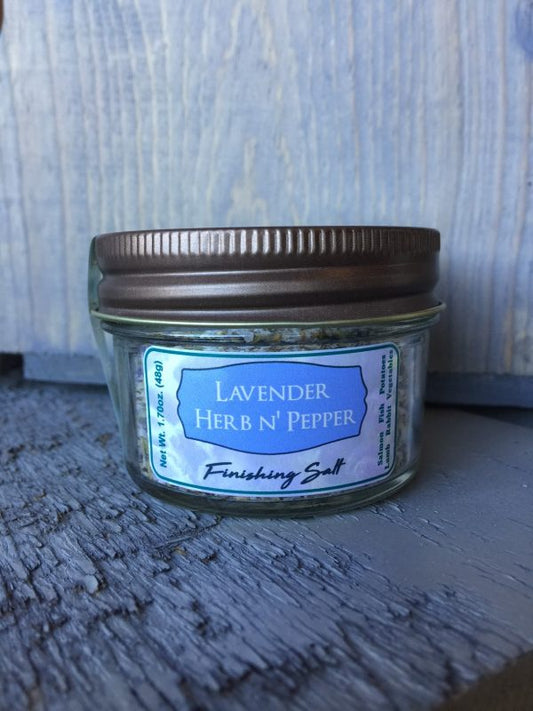 Net Wt. 1.70oz. (48g)
LAVENDER
HERB N' PEPPER
Finishing Salt
Salmon Fish Potatoes
Lamb Rabbit Vegetables